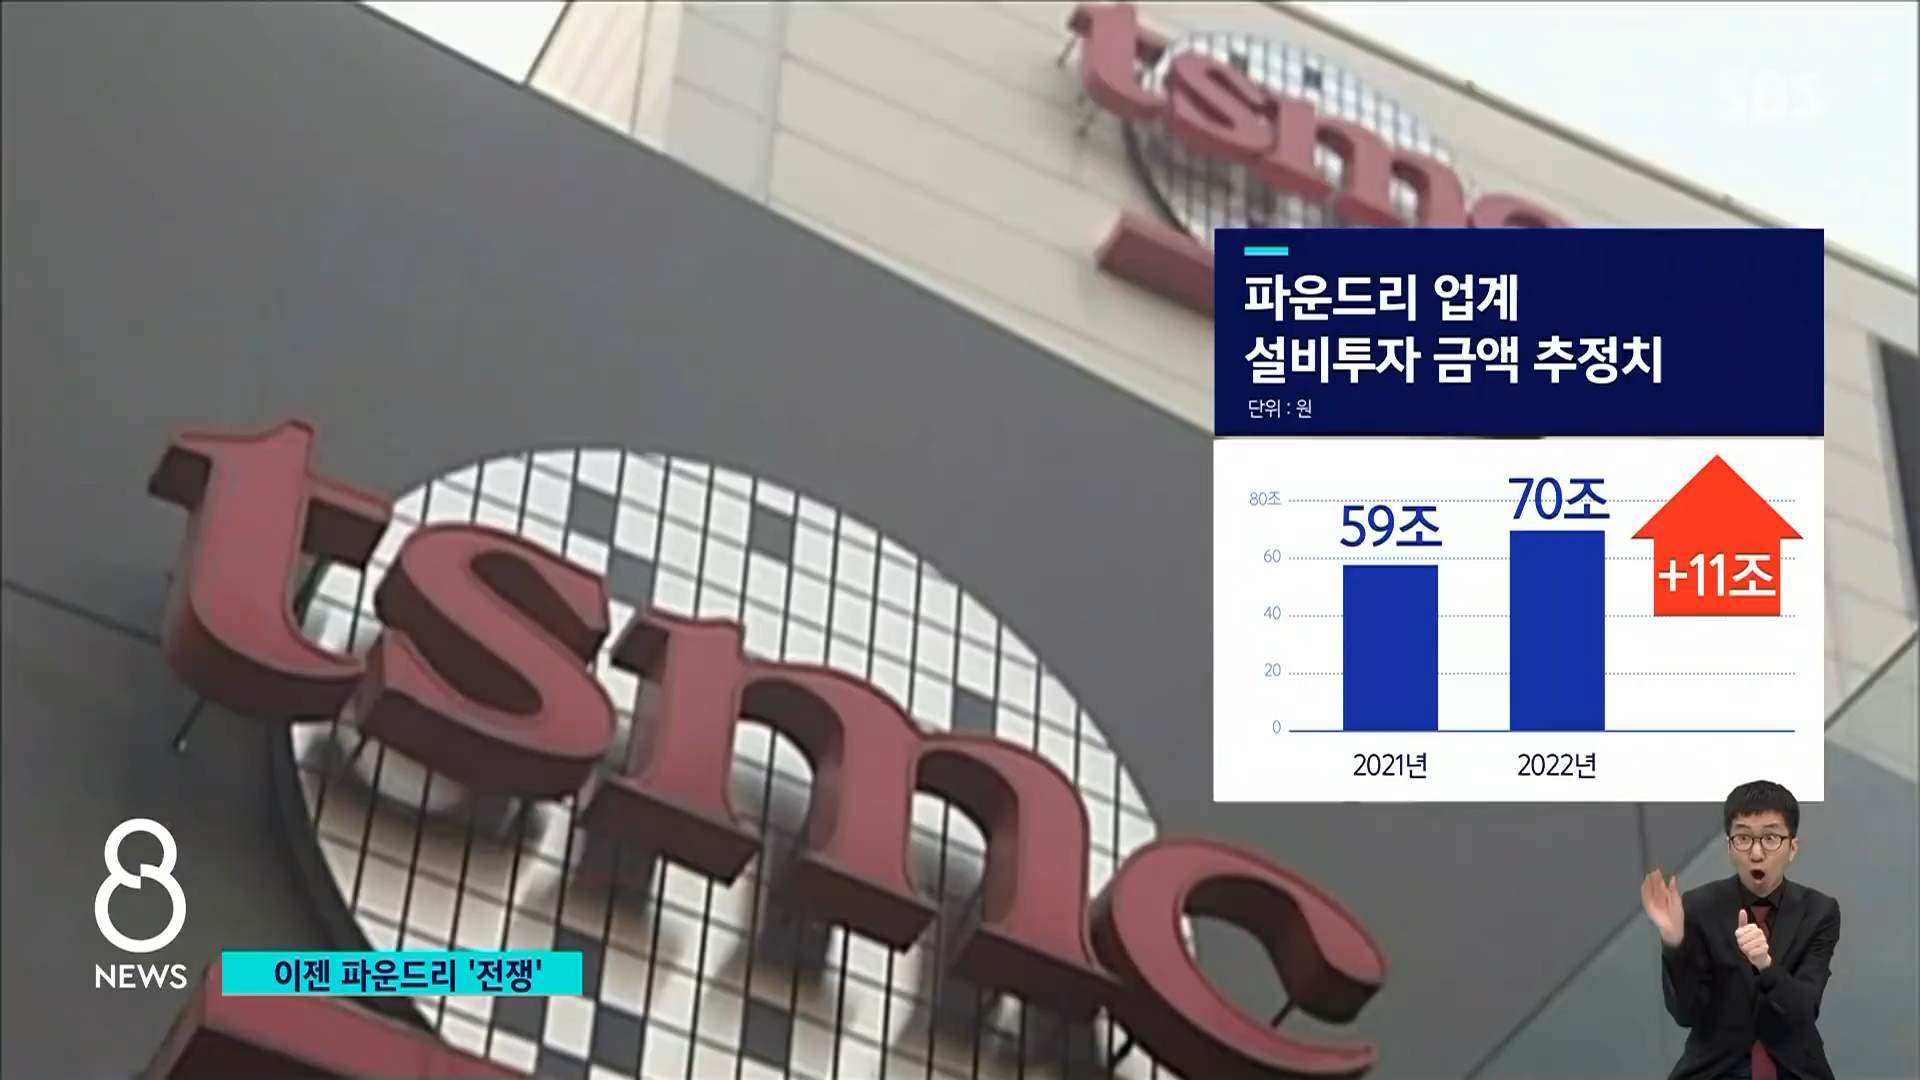 tsmc
SBS
파운드리 업계
설비투자 금액 추정치
단위 : 원
80조
60
40
20
0
59조
70조
+11조
2021년
2022년
tsmc
8
NEWS
이젠 파운드리 '전쟁'